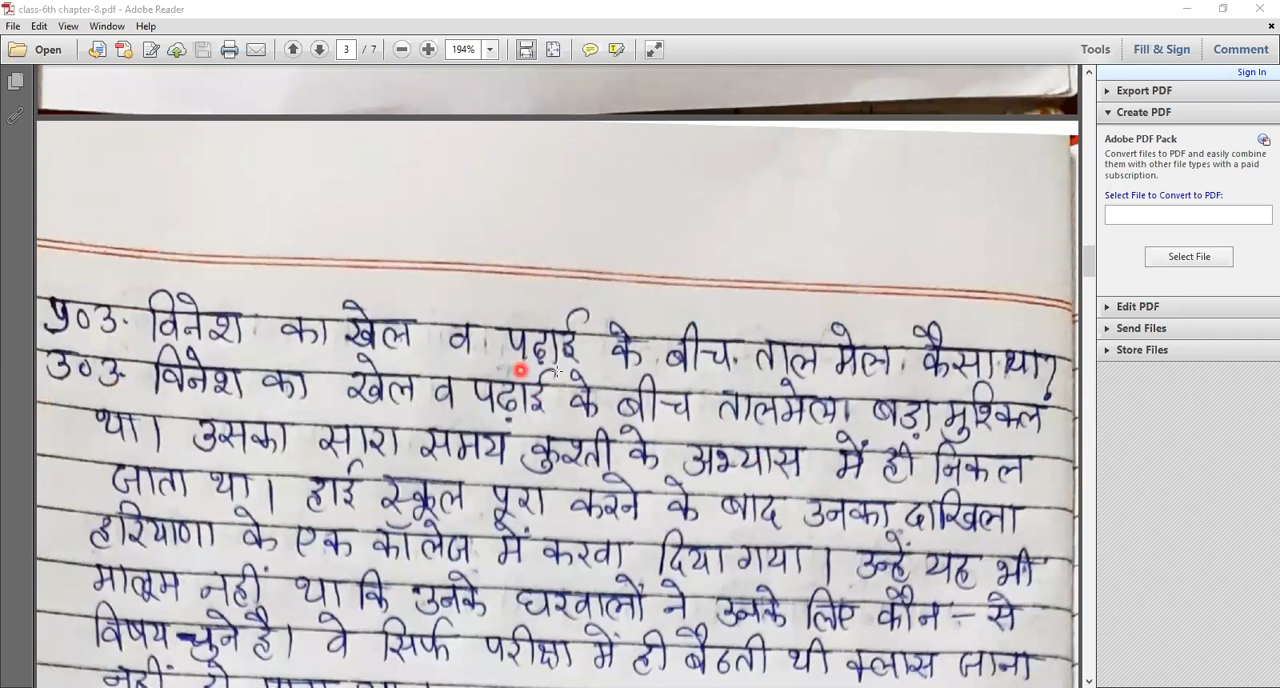 class-6th chapter-8.pdf - Adobe Reader
File Edit View Window Help
Open 3 / 7 194% Tools Fill & Sign Comment
Sign In
Export PDF
Create PDF
Adobe PDF Pack
Convert files to PDF and easily combine
them with other file types with a paid
subscription.
Select File to Convert to PDF:
Select File
Edit PDF
Send Files
Store Files
प्र०3. विनेश का खेल व पढ़ाई के बीच ताल मेल कैसा था?
उ०3. विनेश का खेल व पढ़ाई के बीच तालमेल बड़ा मुश्किल
था। उसका सारा समय कुश्ती के अभ्यास में ही निकल
जाता था। हाई स्कूल पूरा करने के बाद उनका दाखिला
हरियाणा के एक कॉलेज में करवा दिया गया। उन्हें यह भी
मालूम नहीं था कि उनके घरवालों ने उनके लिए कौन-से
विषय चुने है। वे सिर्फ परीक्षा में ही बैठती थी क्लास जाना
नहीं